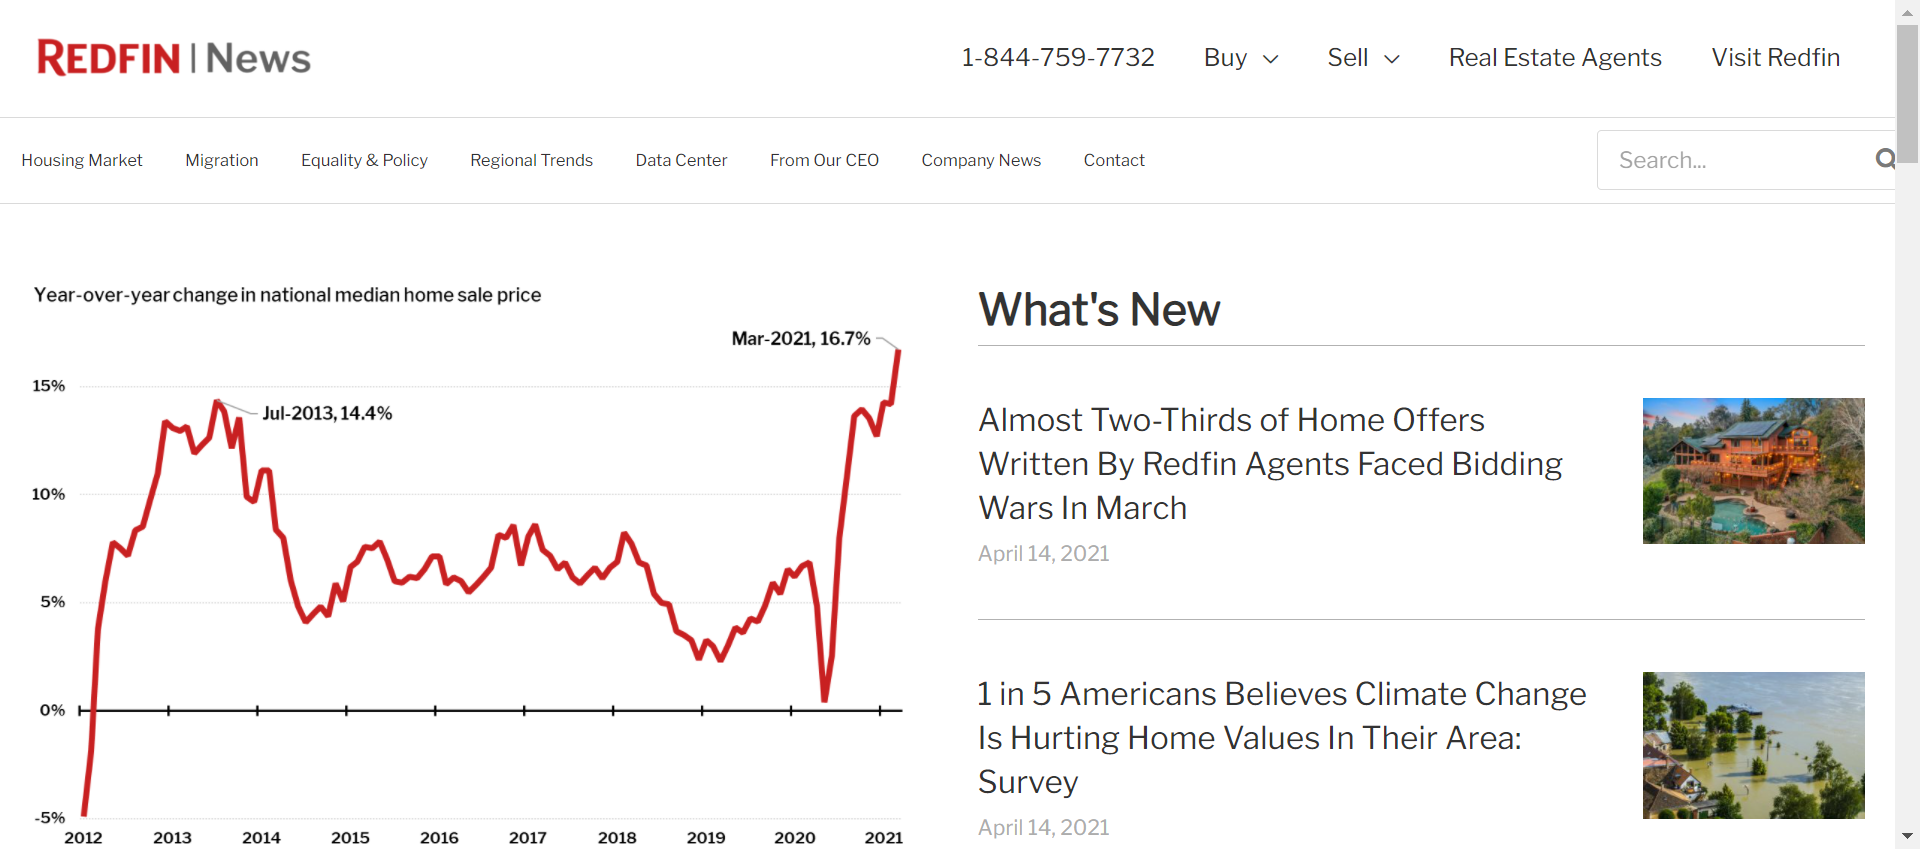 REDFIN | News
1-844-759-7732 Buy Sell Real Estate Agents Visit Redfin
Housing Market Migration Equality & Policy Regional Trends Data Center From Our CEO Company News Contact
Search...
Year-over-year change in national median home sale price
Mar-2021, 16.7%
15%
Jul-2013, 14.4%
10%
5%
0%
-5%
2012 2013 2014 2015 2016 2017 2018 2019 2020 2021
What's New
Almost Two-Thirds of Home Offers
Written By Redfin Agents Faced Bidding
Wars In March
April 14, 2021
1 in 5 Americans Believes Climate Change
Is Hurting Home Values In Their Area:
Survey
April 14, 2021